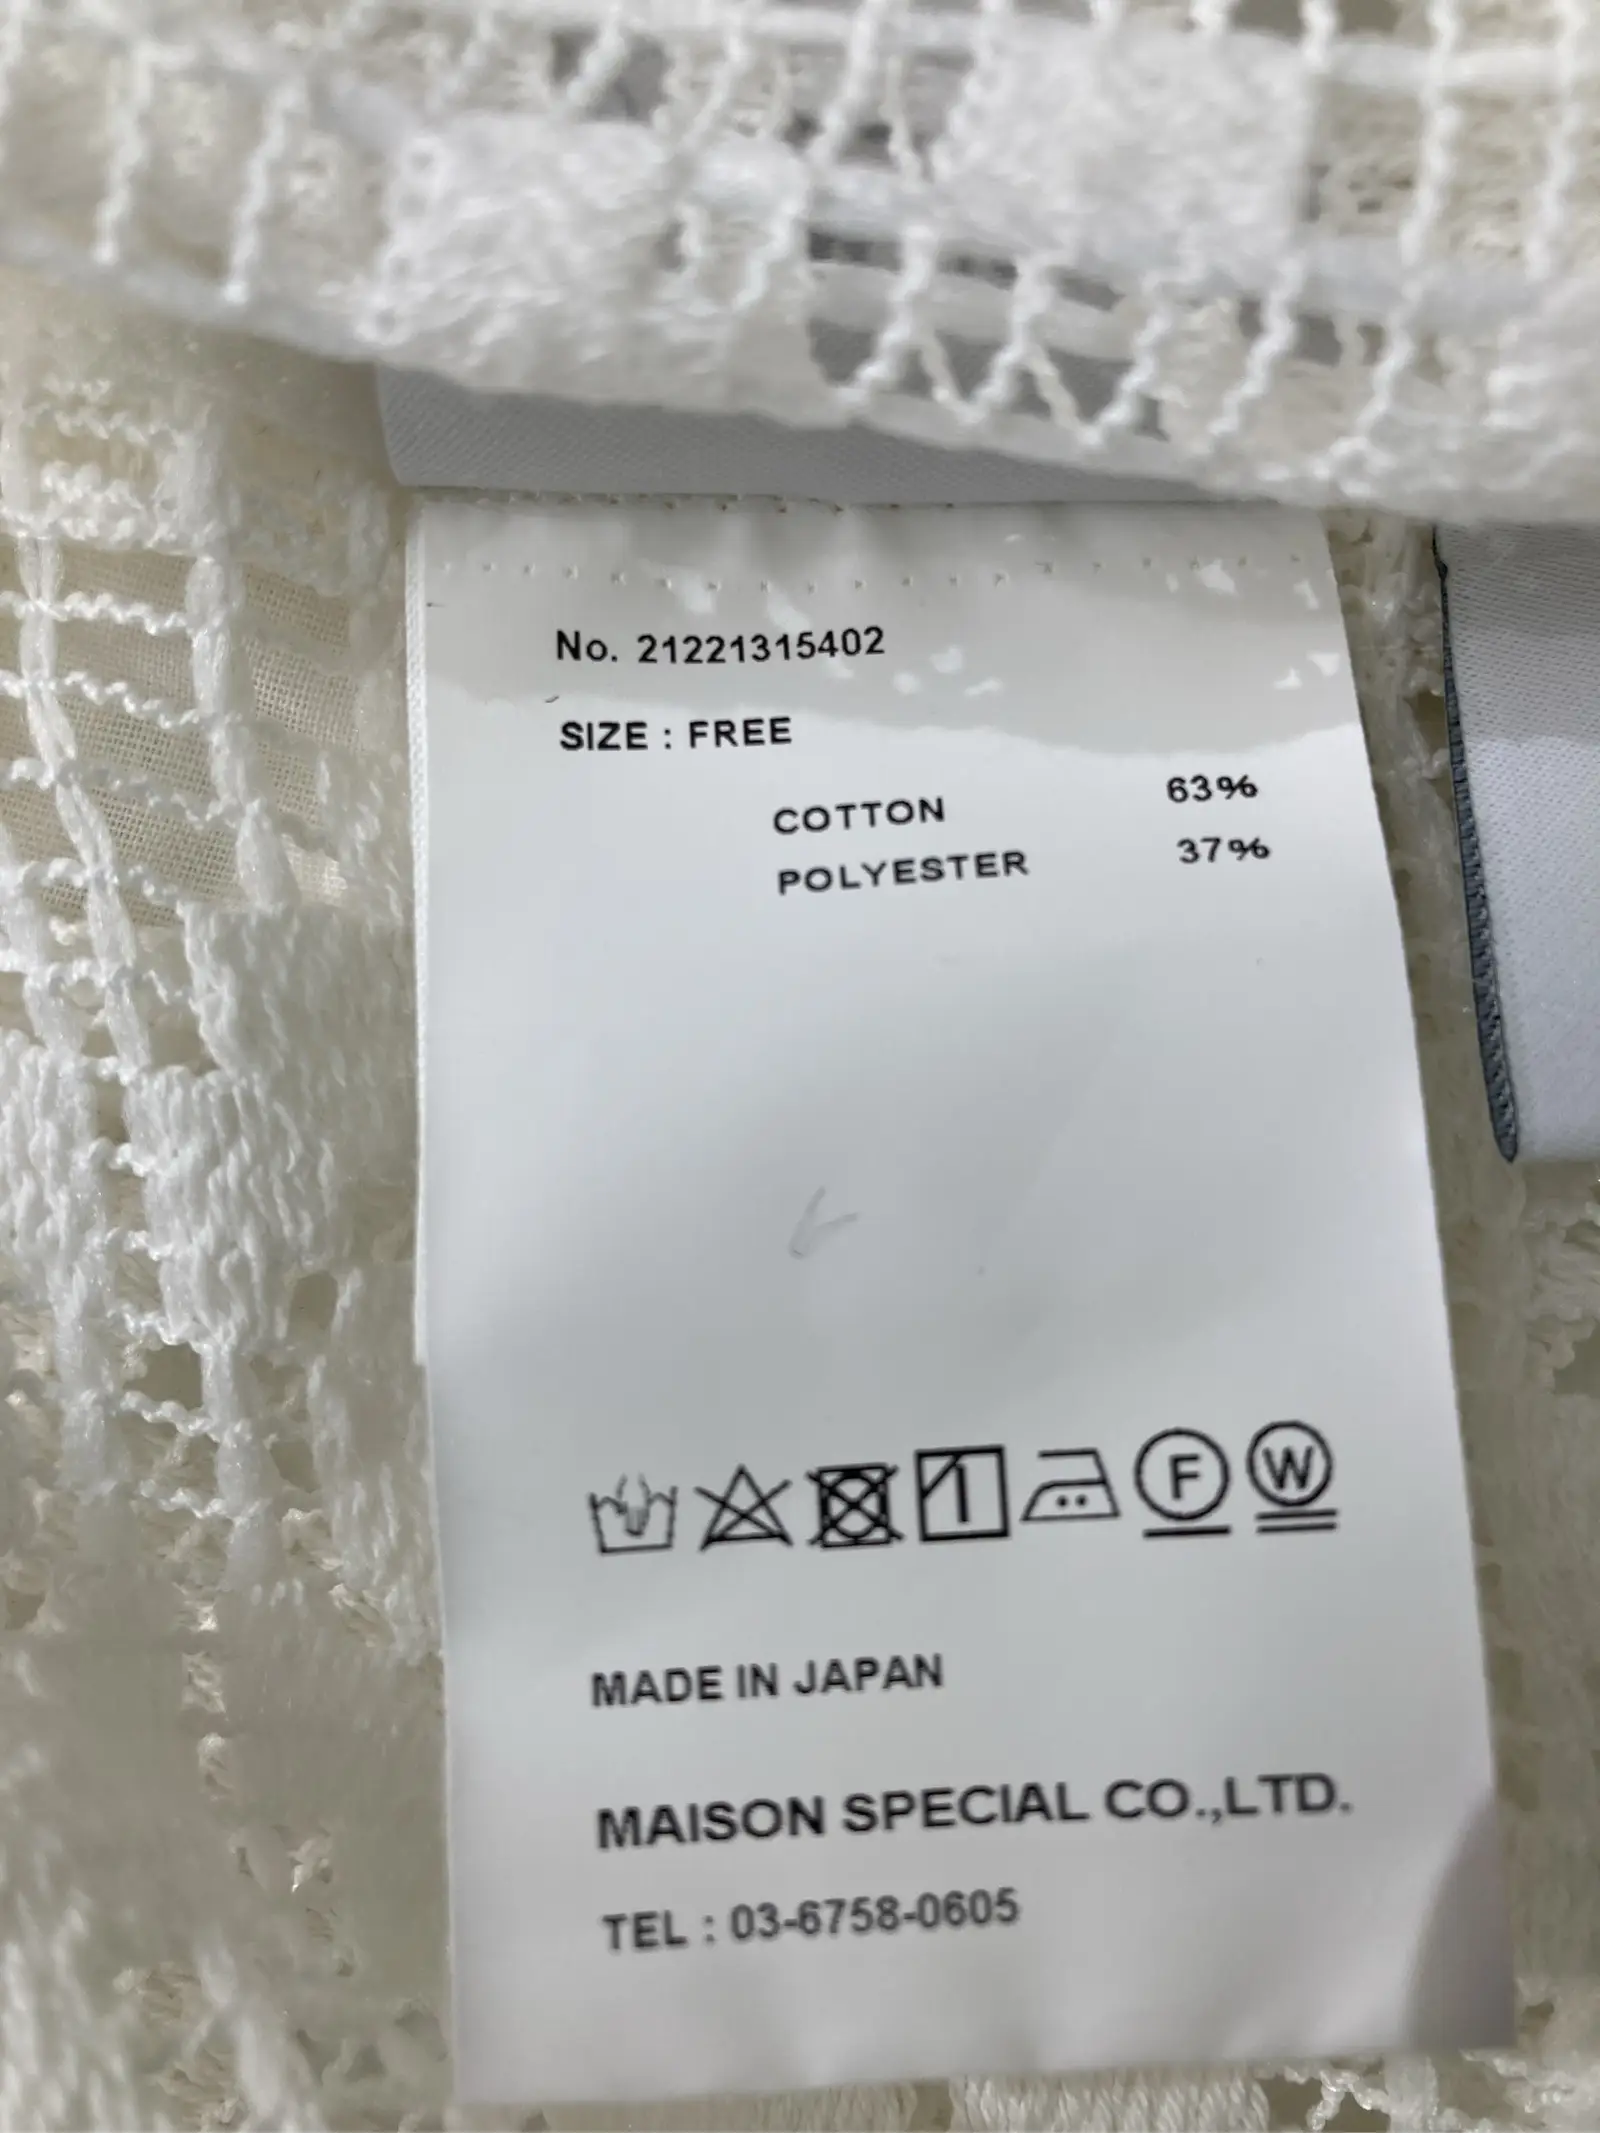 No. 21221315402
SIZE : FREE
COTTON 63%
POLYESTER 37%
F W
MADE IN JAPAN
MAISON SPECIAL CO.,LTD.
TEL : 03-6758-0605